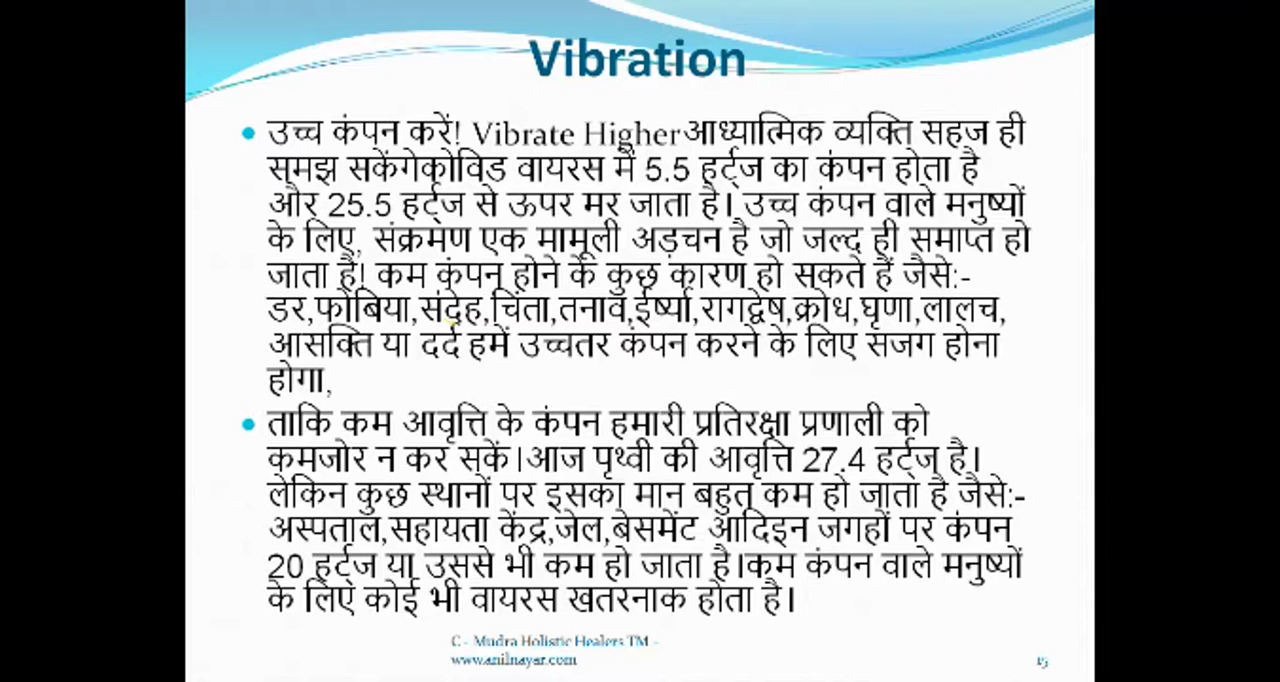 Vibration
• उच्च कंपन करें! Vibrate Higherआध्यात्मिक व्यक्ति सहज ही
समझ सकेंगेकोविड वायरस में 5.5 हर्ट्ज का कंपन होता है
और 25.5 हर्ट्ज से ऊपर मर जाता है। उच्च कंपन वाले मनुष्यों
के लिए, संक्रमण एक मामूली अड़चन है जो जल्द ही समाप्त हो
जाता है! कम कंपन होने के कुछ कारण हो सकते हैं जैसे:-
डर,फोबिया,संदेह,चिंता,तनाव,ईर्ष्या,रागद्वेष,क्रोध,घृणा,लालच,
आसक्ति या दर्द हमें उच्चतर कंपन करने के लिए सजग होना
होगा,
• ताकि कम आवृत्ति के कंपन हमारी प्रतिरक्षा प्रणाली को
कमजोर न कर सकें।आज पृथ्वी की आवृत्ति 27.4 हर्ट्ज है।
लेकिन कुछ स्थानों पर इसका मान बहुत कम हो जाता है जैसे:-
अस्पताल,सहायता केंद्र,जेल,बेसमेंट आदिइन जगहों पर कंपन
20 हर्ट्ज या उससे भी कम हो जाता है।कम कंपन वाले मनुष्यों
के लिए कोई भी वायरस खतरनाक होता है।
C - Mudra Holistic Healers TM -
www.anilnayar.com
15